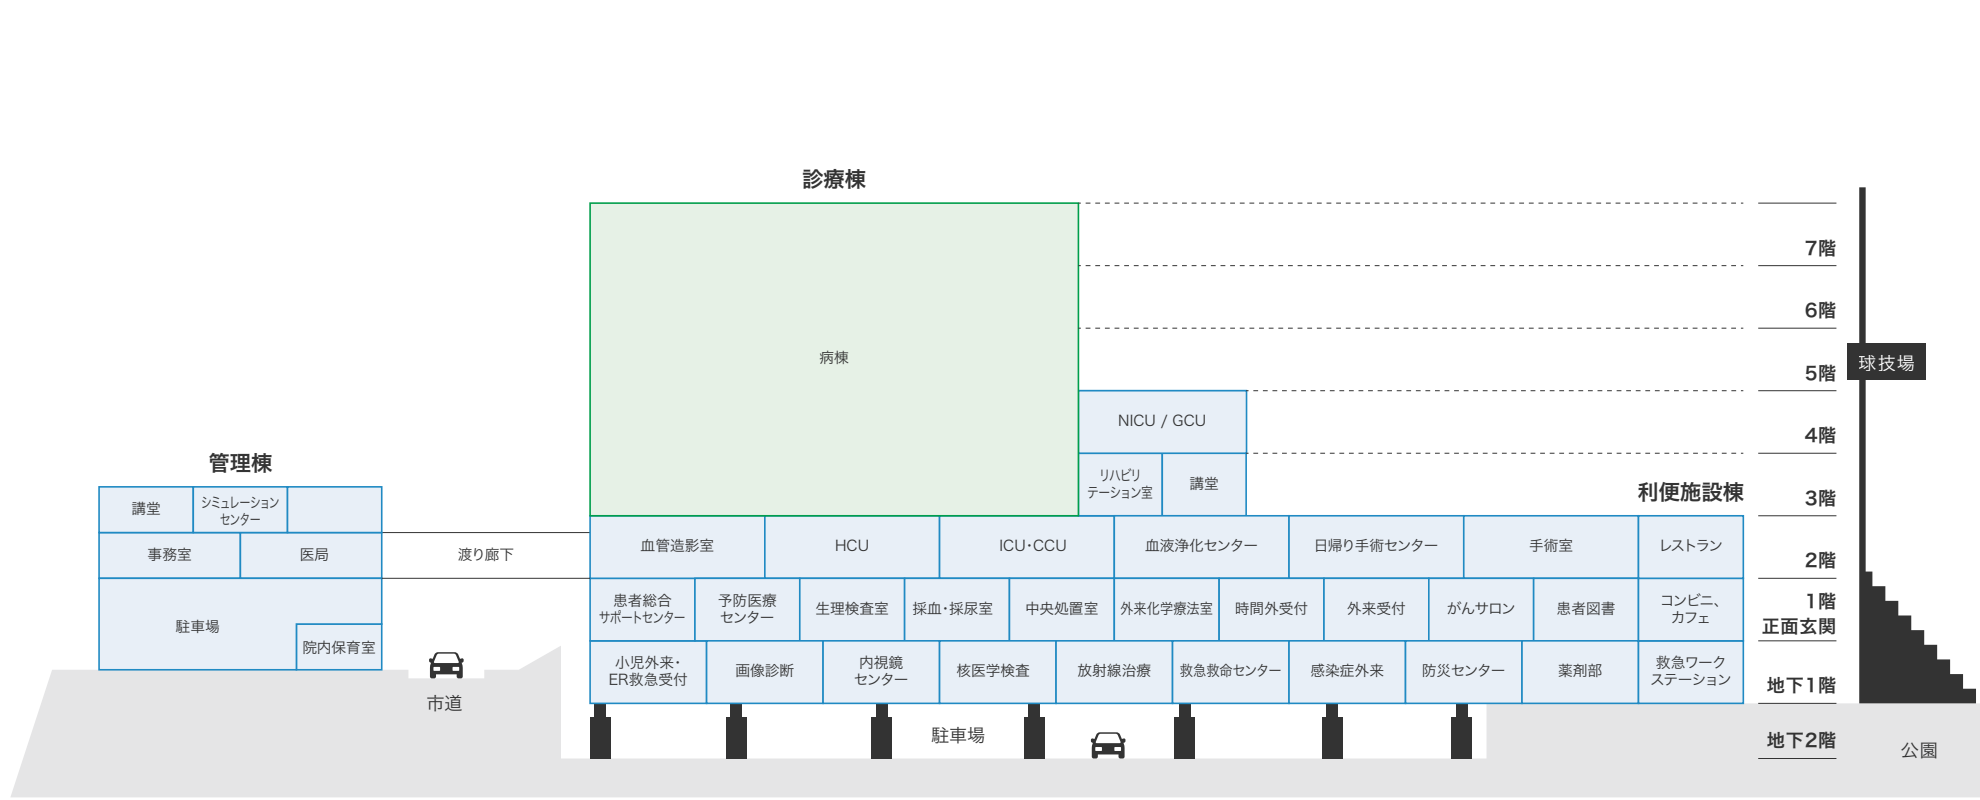 診療棟
7階
6階
球技場
病棟
5階
NICU / GCU
4階
管理棟
リハビリ
テーション室
講堂
利便施設棟
3階
講堂
シミュレーション
センター
事務室
医局
渡り廊下
血管造影室
HCU
ICU・CCU
血液浄化センター
日帰り手術センター
手術室
レストラン
2階
駐車場
院内保育室
患者総合
サポートセンター
予防医療
センター
生理検査室
採血・採尿室
中央処置室
外来化学療法室
時間外受付
外来受付
がんサロン
患者図書
コンビニ、
カフェ
1階
正面玄関
小児外来・
ER救急受付
画像診断
内視鏡
センター
核医学検査
放射線治療
救急救命センター
感染症外来
防災センター
薬剤部
救急ワーク
ステーション
地下1階
市道
駐車場
地下2階
公園